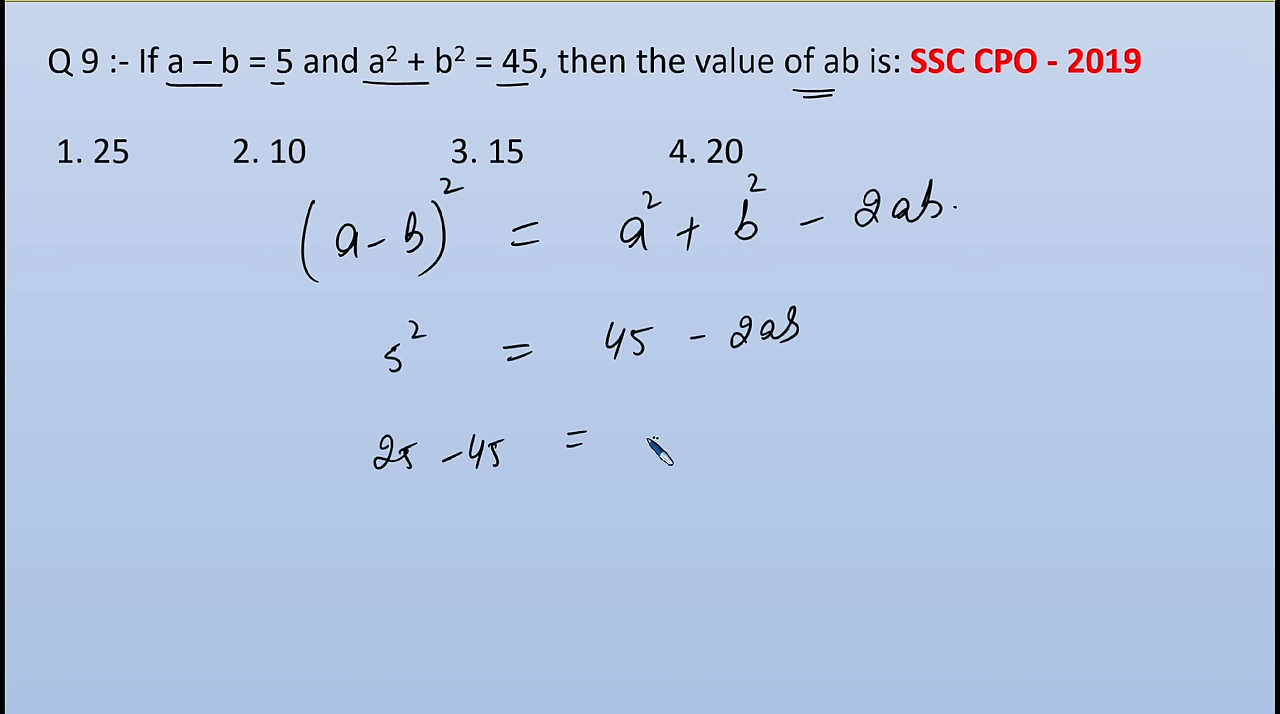 Q 9 :- If a – b = 5 and a² + b² = 45, then the value of ab is: SSC CPO - 2019
1. 25 2. 10 3. 15 4. 20
(a - b)² = a² + b² - 2ab.
5² = 45 - 2ab
25 - 45 =